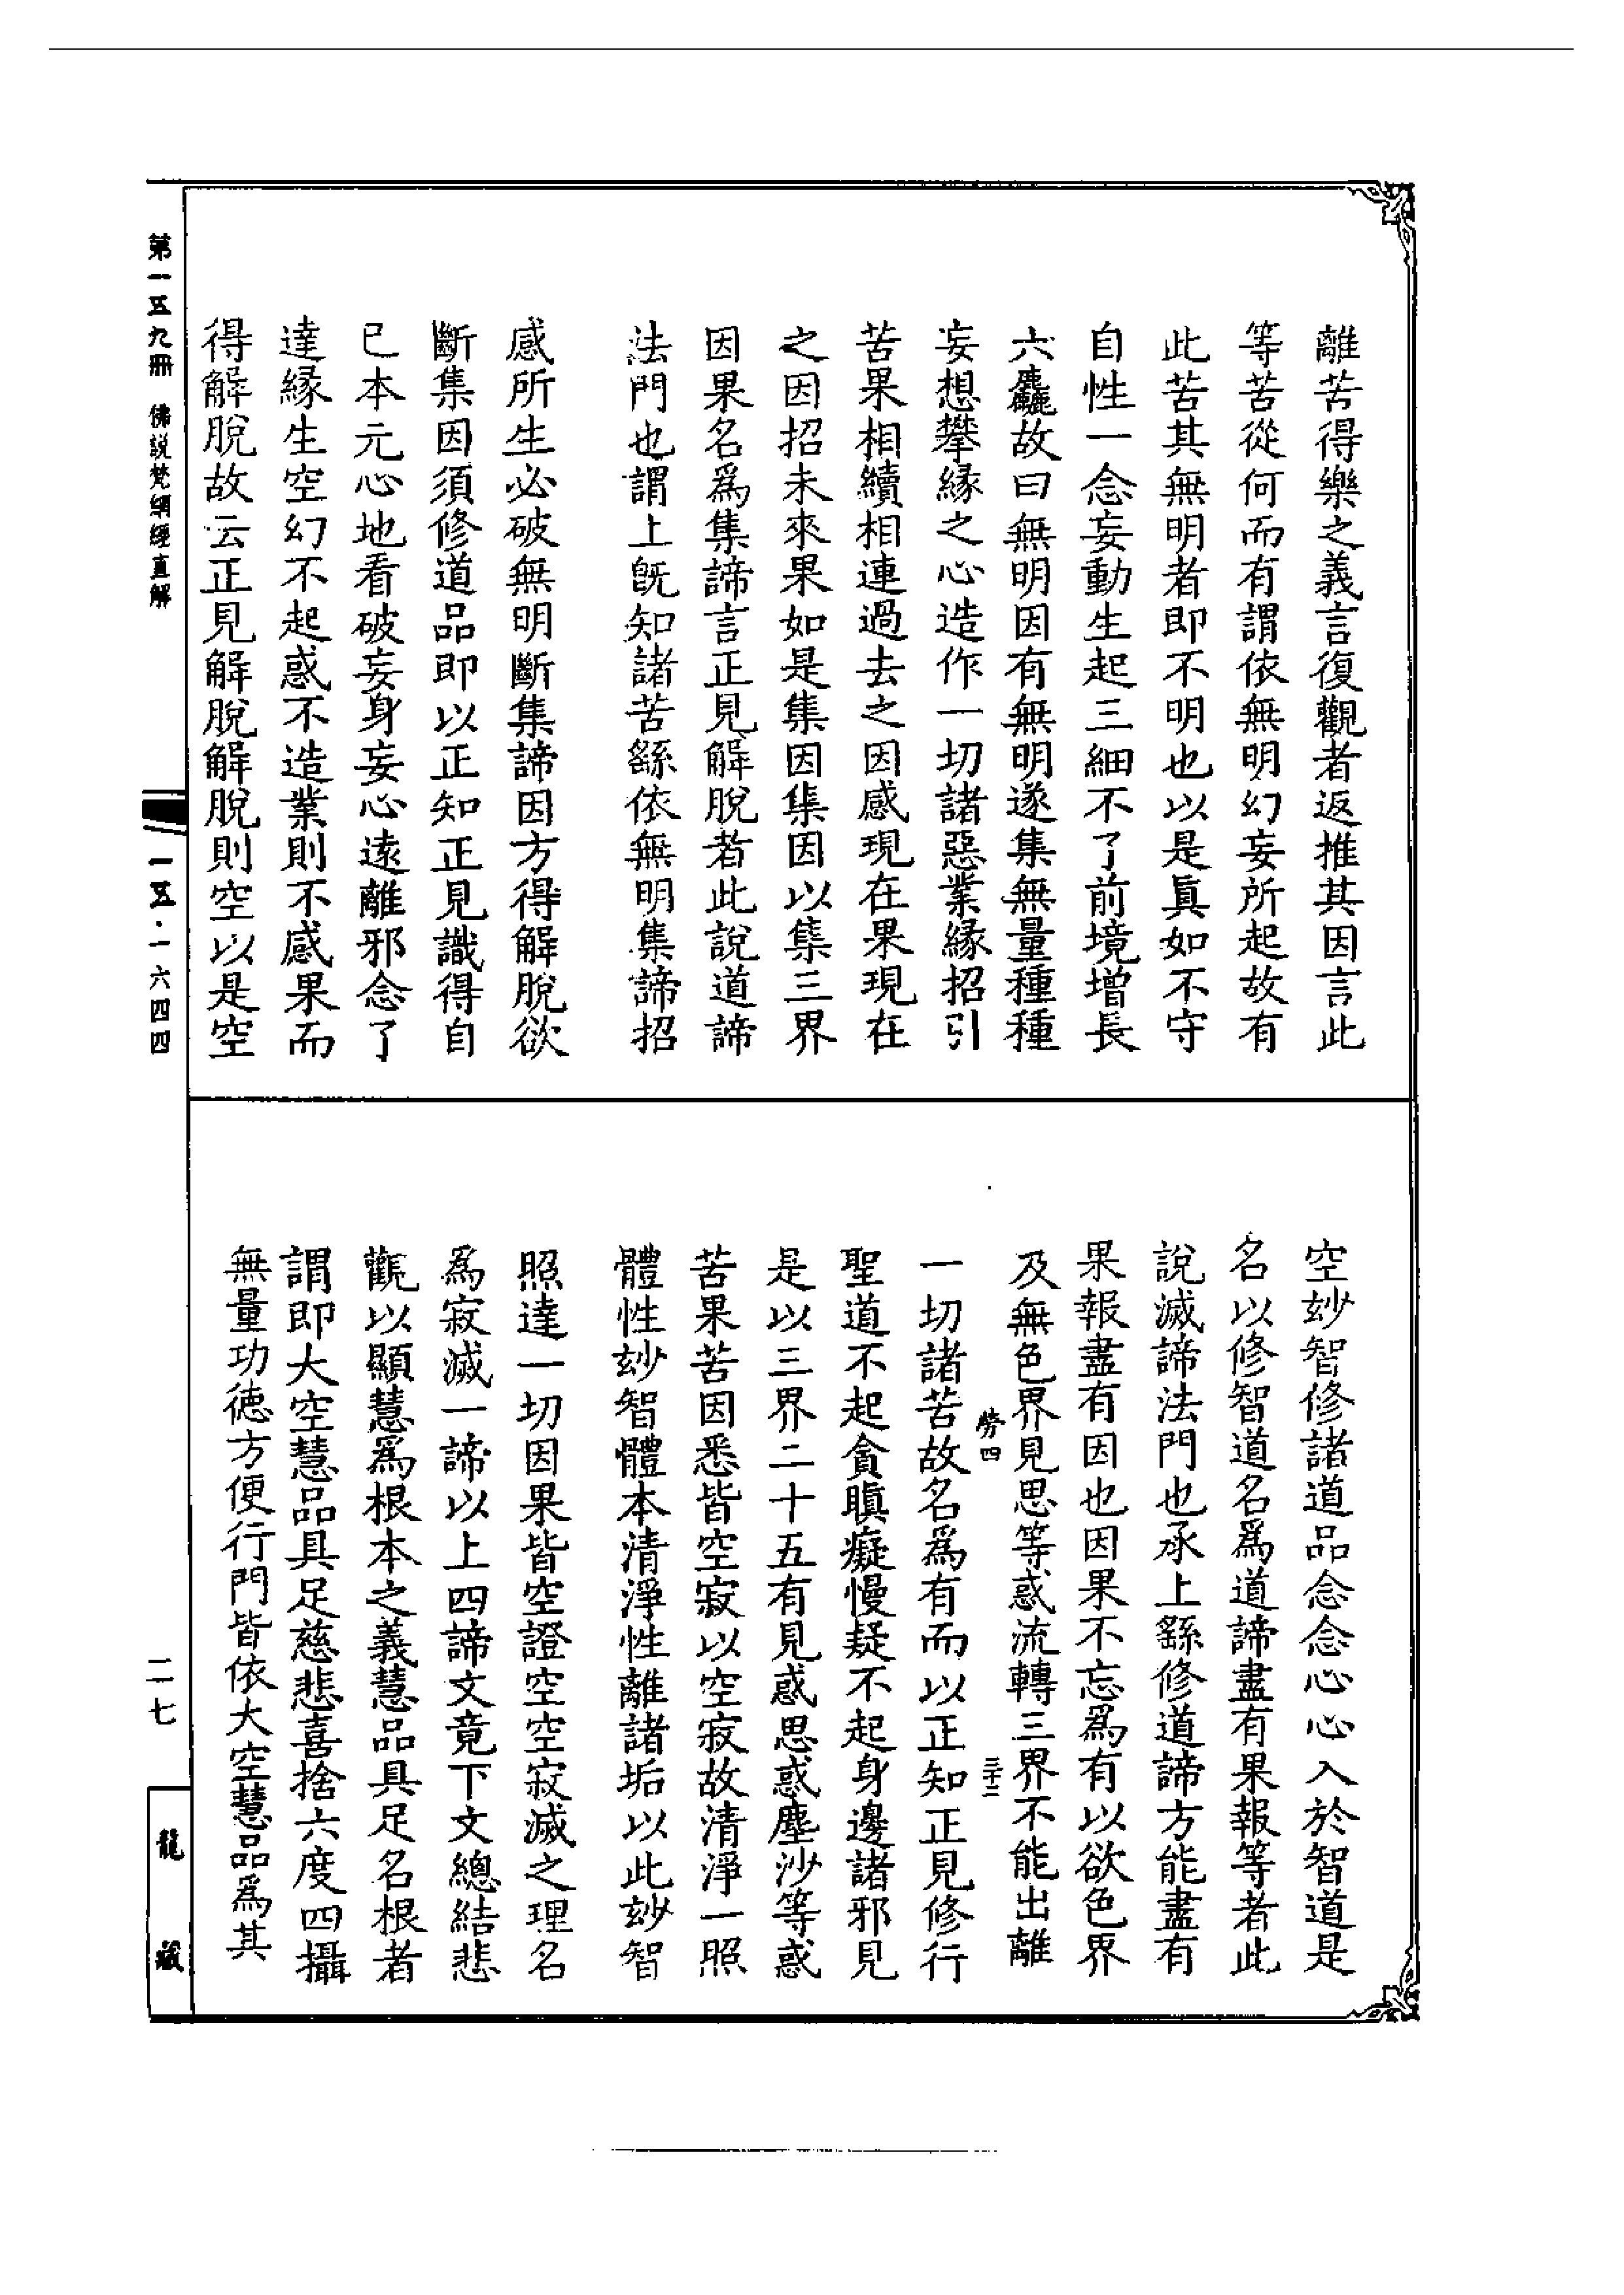 離苦得樂之義言復觀者返推其因言此
等苦從何而有謂依無明幻妄所起故有
此苦其無明者即不明也以是真如不守
自性一念妄動生起三細不了前境增長
六麤故曰無明因有無明遂集無量種種
妄想攀緣之心造作一切諸惡業緣招引
苦果相續相連過去之因感現在果現在
之因招未來果如是集因集因以集三界
因果名為集諦言正見解脫者此說道諦
法門也謂上旣知諸苦繇依無明集諦招
感所生必破無明斷集諦因方得解脫欲
斷集因須修道品即以正知正見識得自
已本元心地看破妄身妄心遠離邪念了
達緣生空幻不起惑不造業則不感果而
得解脫故云正見解脫解脫則空以是空
空妙智修諸道品念念心心入於智道是
名以修智道名爲道諦盡有果報等者此
說滅諦法門也承上繇修道諦方能盡有
果報盡有因也因果不忘爲有以欲色界
及無色界見思等惑流轉三界不能出離
勞四
三十二
一切諸苦故名爲有而以正知正見修行
聖道不起貪瞋癡慢疑不起身邊諸邪見
是以三界二十五有見惑思惑塵沙等惑
苦果苦因悉皆空寂以空寂故清淨一照
體性玅智體本清淨性離諸垢以此玅智
照達一切因果皆空證空空寂滅之理名
爲寂滅一諦以上四諦文竟下文總結悲
觀以顯慧爲根本之義慧品具足名根者
謂即大空慧品具足慈悲喜捨六度四攝
無量功德方便行門皆依大空慧品爲其
第一五九冊 佛說梵網經直解
一五·一六四四
二七
龍藏